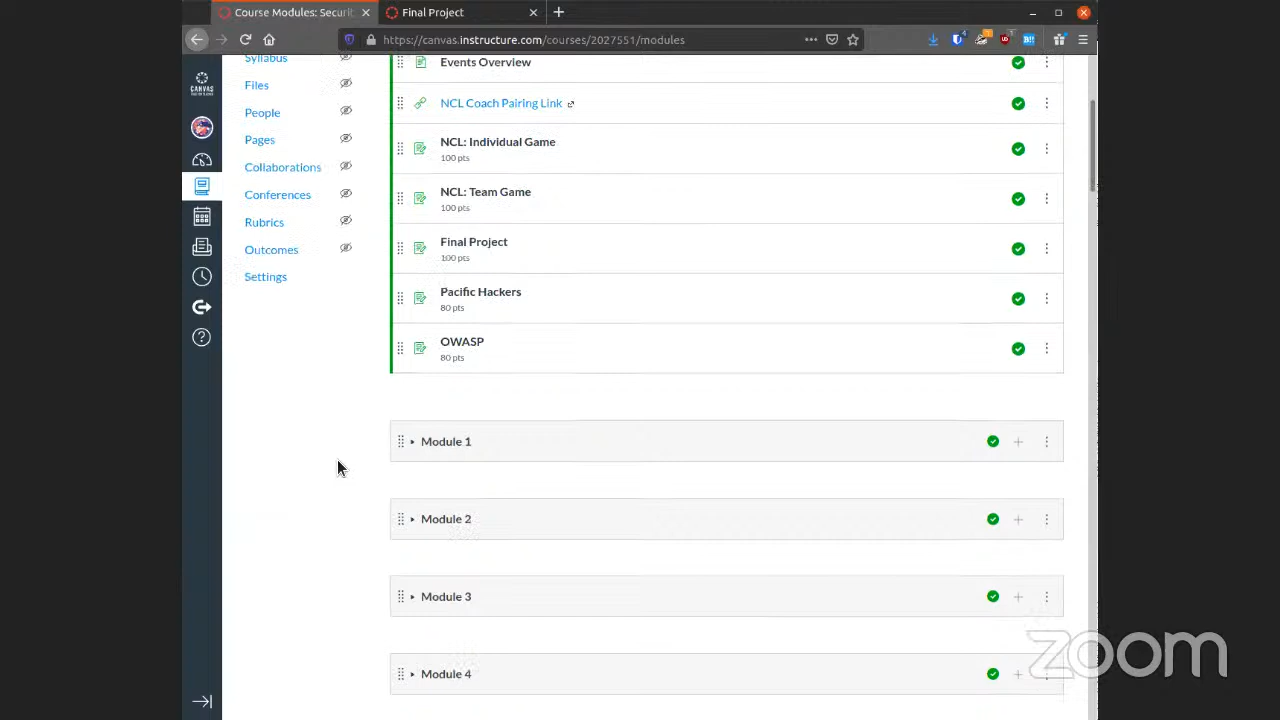 Course Modules: Securit
Final Project
https://canvas.instructure.com/courses/2027551/modules
CANVAS
Syllabus
Files
People
Pages
Collaborations
Conferences
Rubrics
Outcomes
Settings
Events Overview
NCL Coach Pairing Link
NCL: Individual Game
100 pts
NCL: Team Game
100 pts
Final Project
100 pts
Pacific Hackers
80 pts
OWASP
80 pts
Module 1
Module 2
Module 3
Module 4
zoom